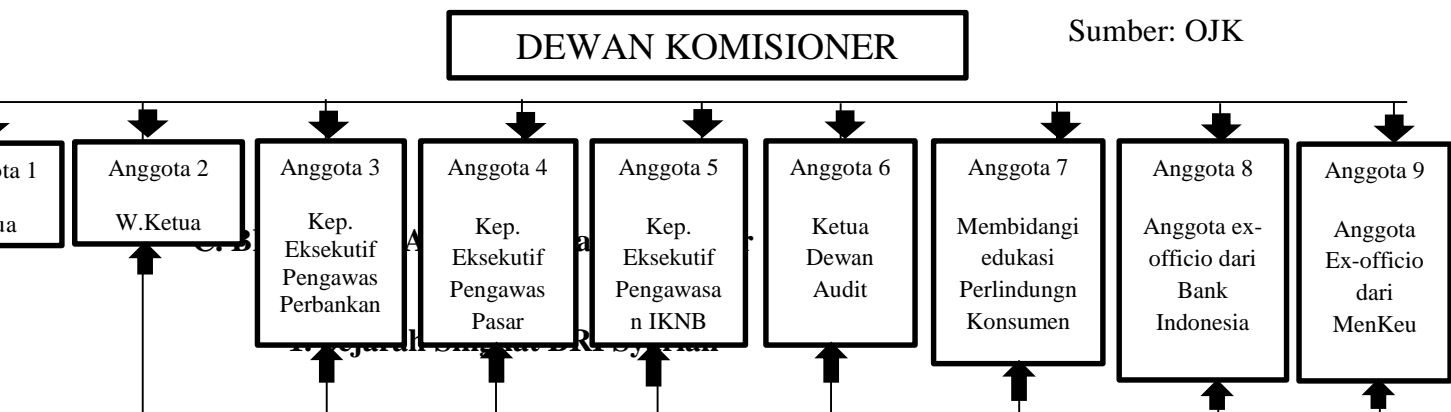 DEWAN KOMISIONER
Sumber: OJK
Anggota 2
W.Ketua
Anggota 3
Kep.
Eksekutif
Pengawas
Perbankan
Anggota 4
Kep.
Eksekutif
Pengawas
Pasar
Anggota 5
Kep.
Eksekutif
Pengawasa
n IKNB
Anggota 6
Ketua
Dewan
Audit
Anggota 7
Membidangi
edukasi
Perlindungn
Konsumen
Anggota 8
Anggota ex-
officio dari
Bank
Indonesia
Anggota 9
Anggota
Ex-officio
dari
MenKeu